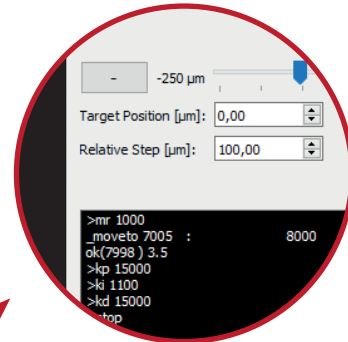 - -250 µm
Target Position [µm]: 0,00
Relative Step [µm]: 100,00
>mr 1000
_moveto 7005 : 8000
ok(7998 ) 3.5
>kp 15000
>ki 1100
>kd 15000